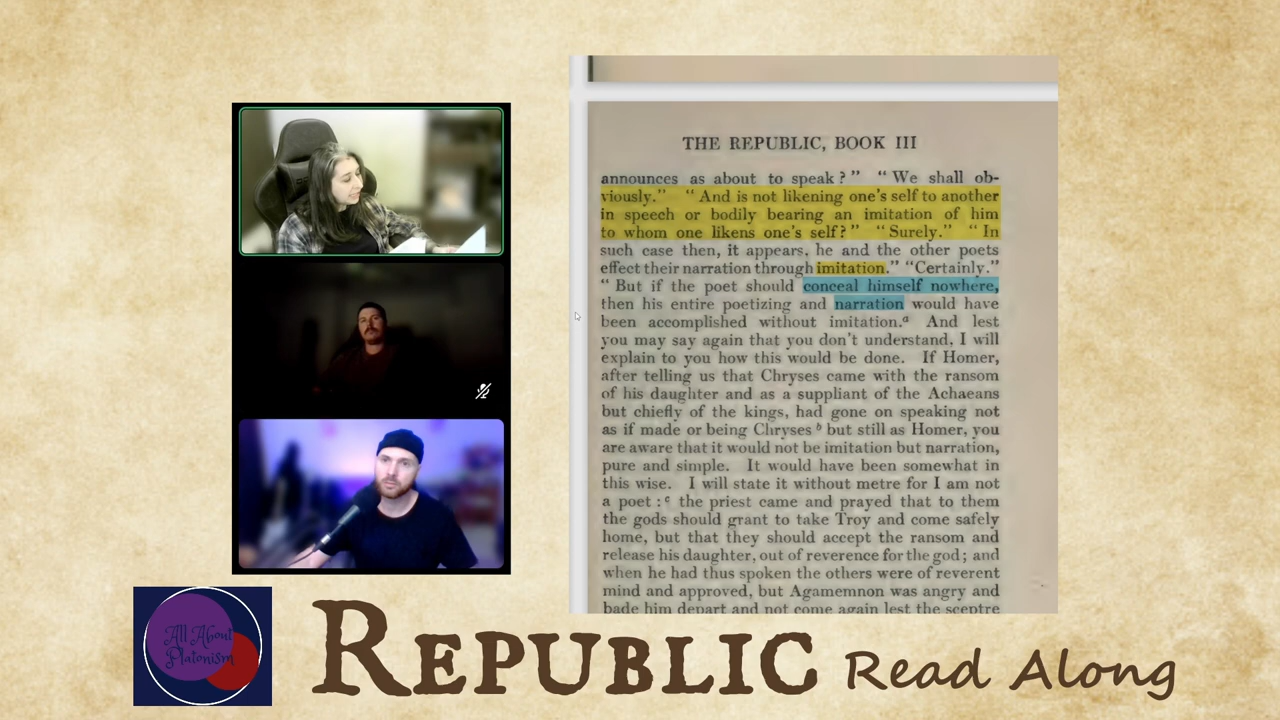 THE REPUBLIC, BOOK III
announces as about to speak?” “We shall ob-
viously.” “And is not likening one’s self to another
in speech or bodily bearing an imitation of him
to whom one likens one’s self?” “Surely.” “In
such case then, it appears, he and the other poets
effect their narration through imitation.” “Certainly.”
“But if the poet should conceal himself nowhere,
then his entire poetizing and narration would have
been accomplished without imitation.a And lest
you may say again that you don’t understand, I will
explain to you how this would be done. If Homer,
after telling us that Chryses came with the ransom
of his daughter and as a suppliant of the Achaeans
but chiefly of the kings, had gone on speaking not
as if made or being Chryses b but still as Homer, you
are aware that it would not be imitation but narration,
pure and simple. It would have been somewhat in
this wise. I will state it without metre for I am not
a poet :c the priest came and prayed that to them
the gods should grant to take Troy and come safely
home, but that they should accept the ransom and
release his daughter, out of reverence for the god; and
when he had thus spoken the others were of reverent
mind and approved, but Agamemnon was angry and
bade him depart and not come again lest the sceptre
All About
Platonism
REPUBLIC Read Along